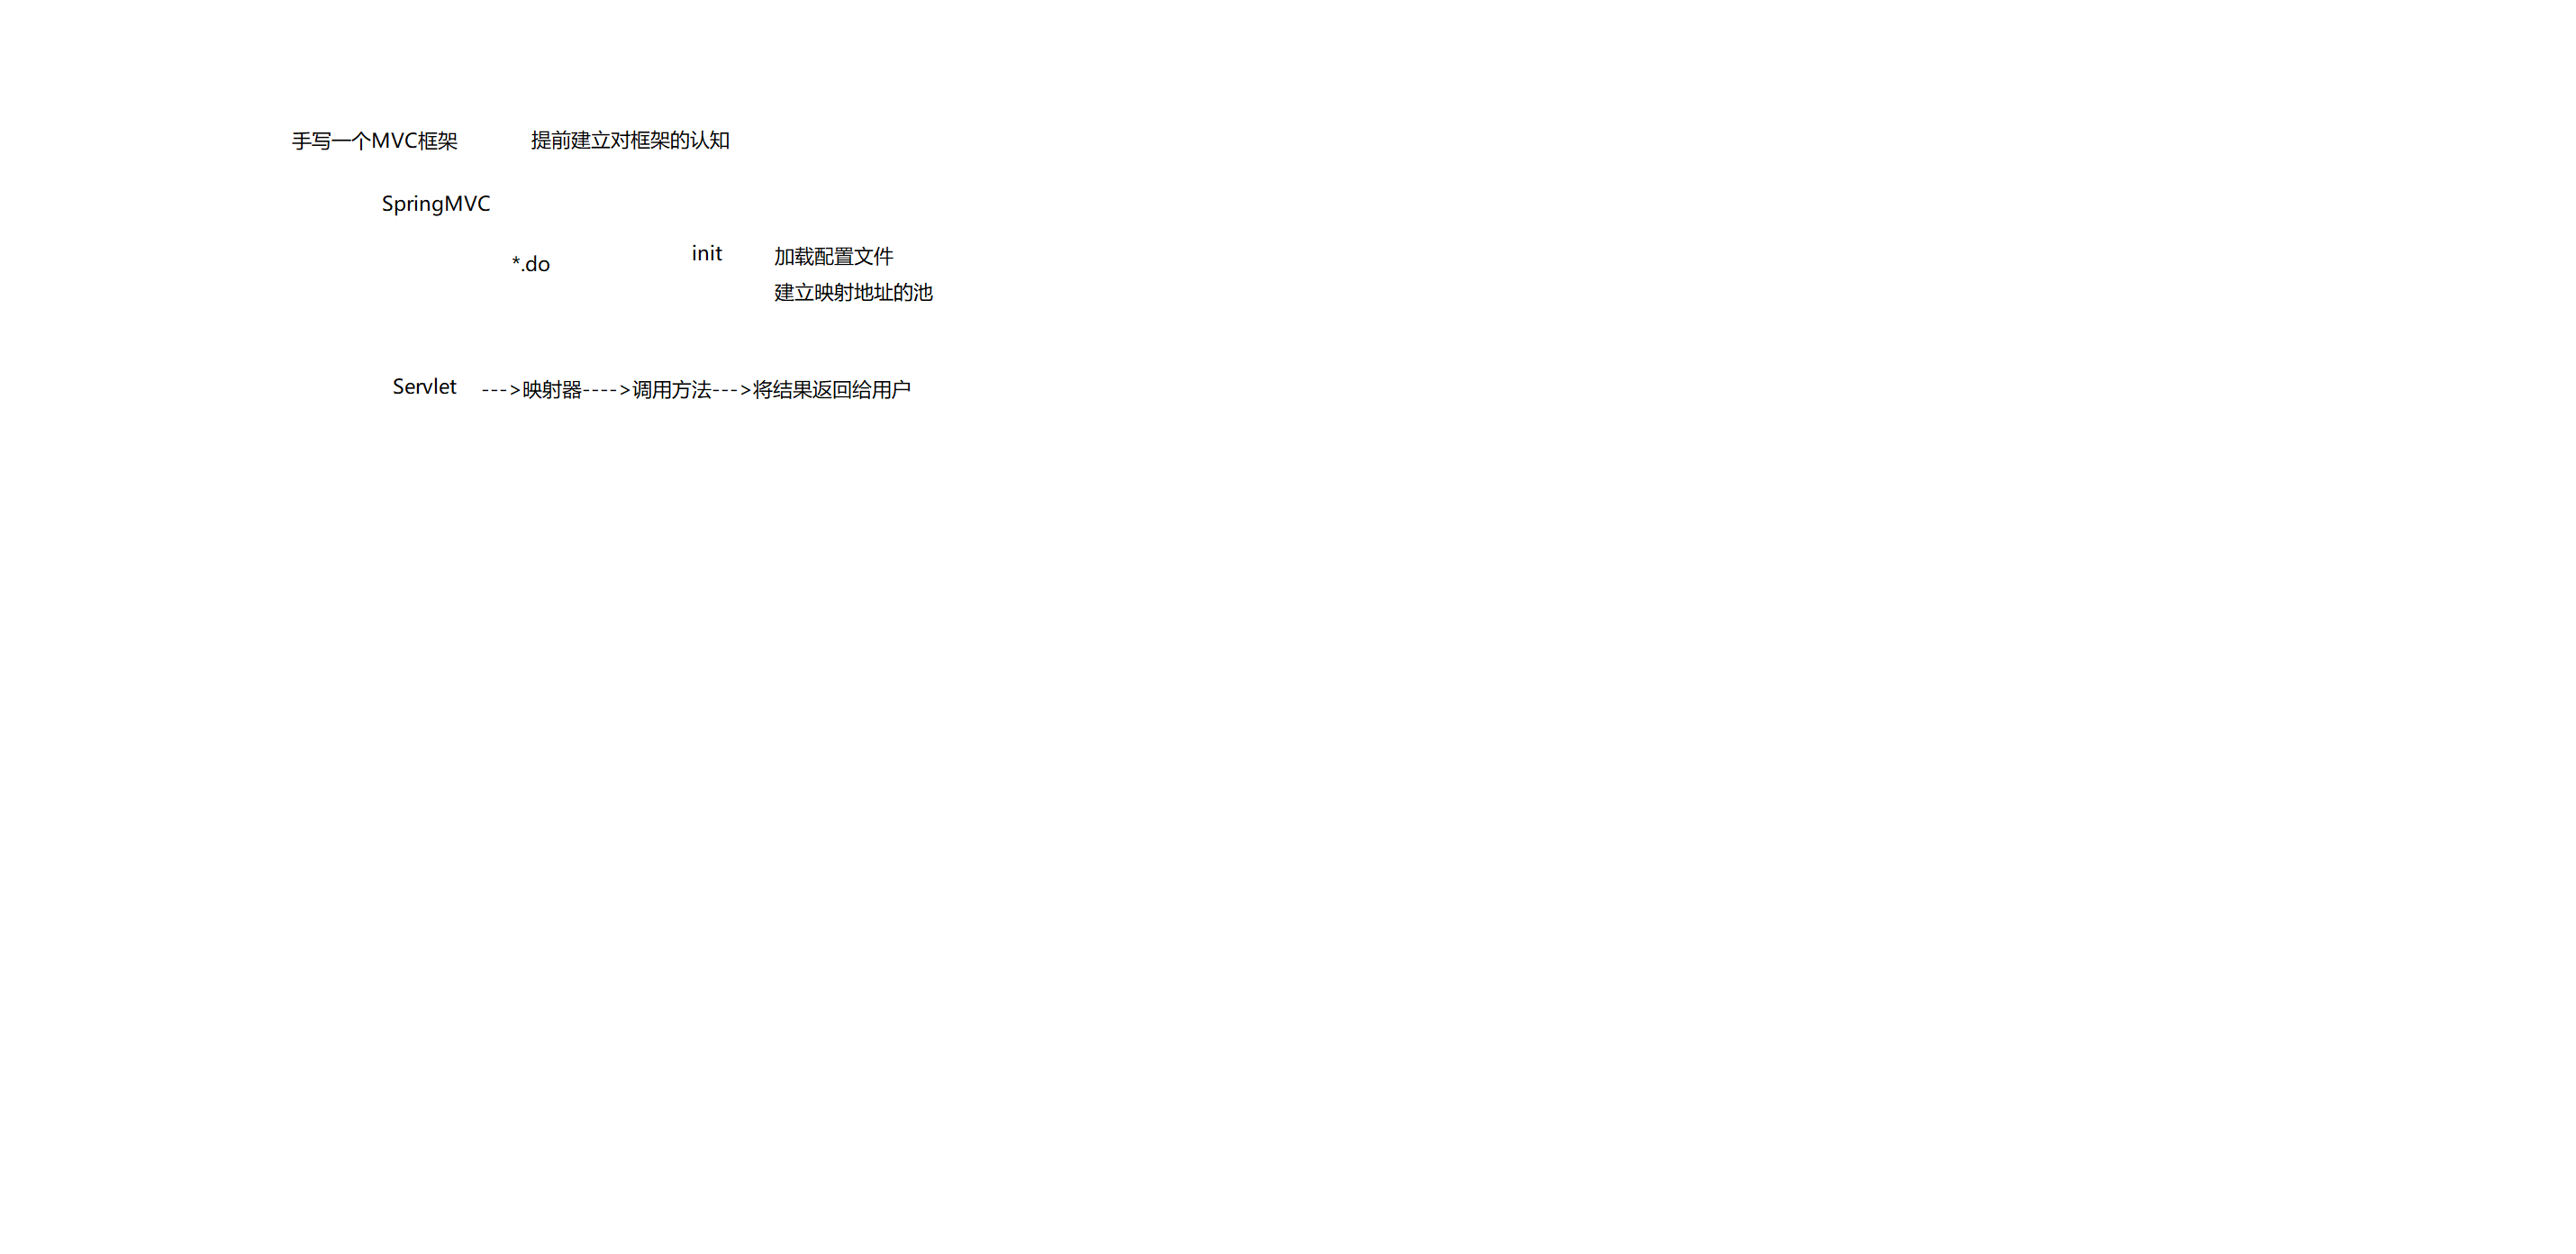 手写一个MVC框架 提前建立对框架的认知
SpringMVC
*.do init 加载配置文件
建立映射地址的池
Servlet --->映射器---->调用方法--->将结果返回给用户